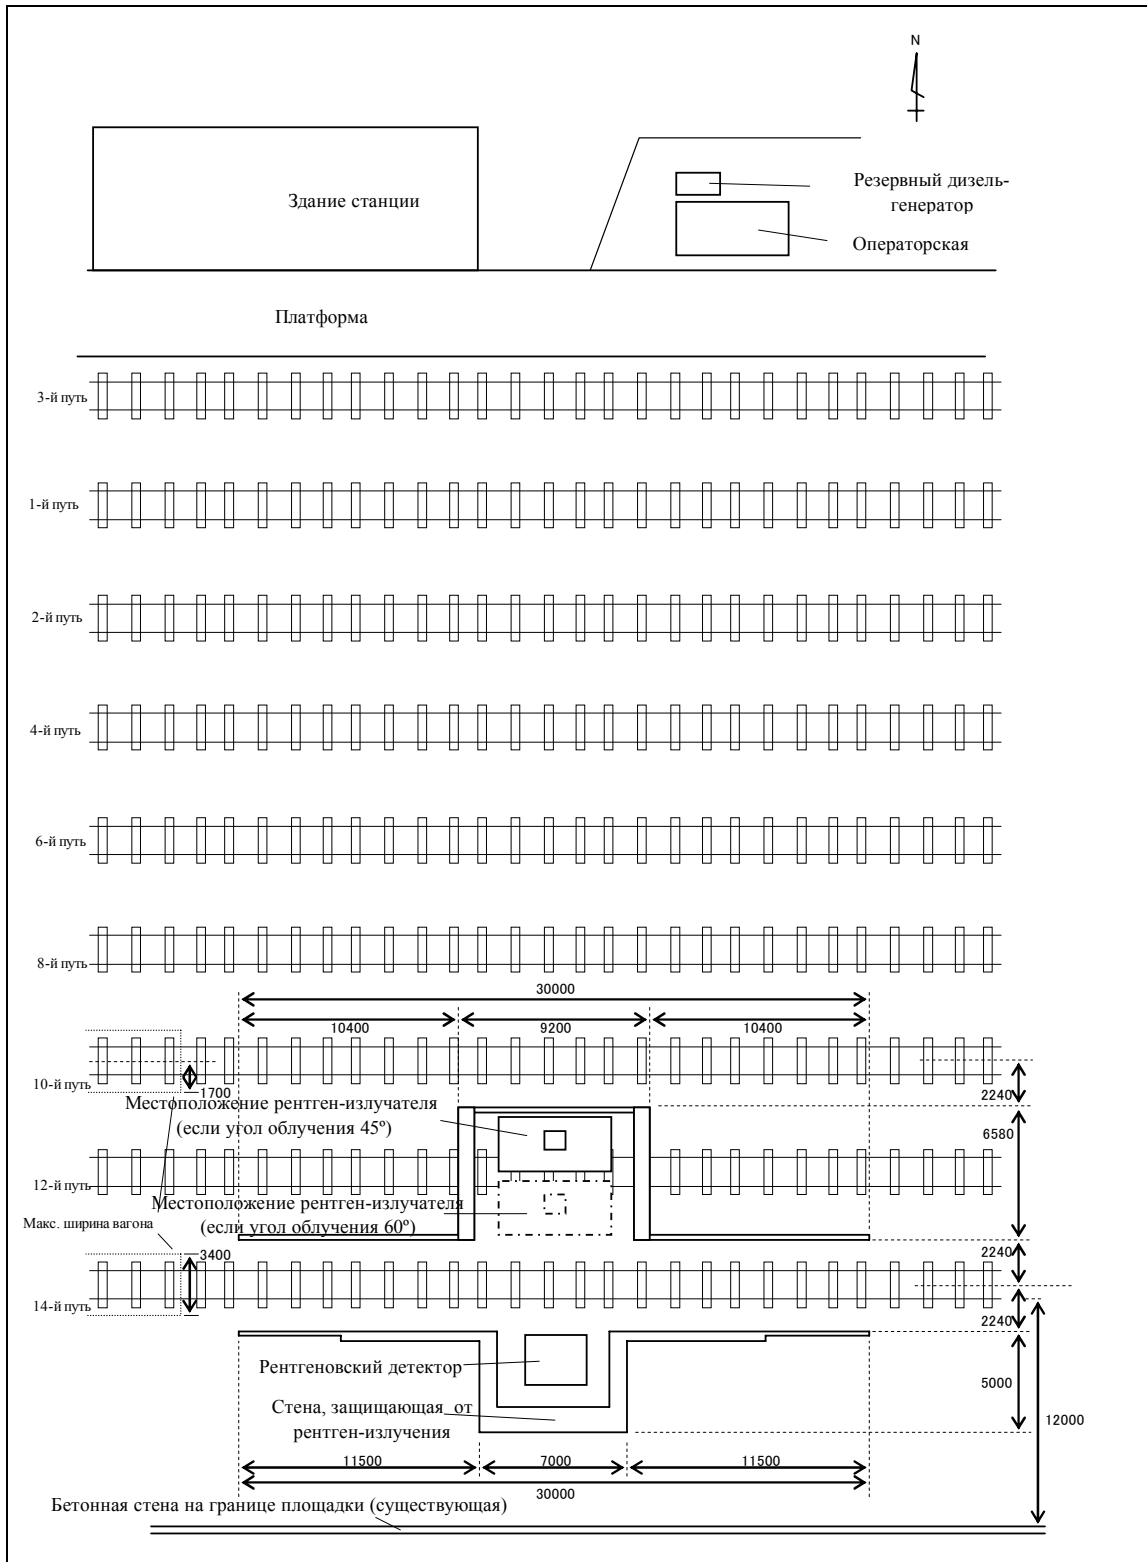 N
Резервный дизель-
генератор
Здание станции
Операторская
Платформа
3-й путь
1-й путь
2-й путь
4-й путь
6-й путь
8-й путь
30000
10400
9200
10400
10-й путь
1700
2240
Местоположение рентген-излучателя
(если угол облучения 45º)
6580
12-й путь
Местоположение рентген-излучателя
(если угол облучения 60º)
Макс. ширина вагона
3400
2240
14-й путь
2240
Рентгеновский детектор
5000
Стена, защищающая от
рентген-излучения
12000
11500
7000
11500
30000
Бетонная стена на границе площадки (существующая)